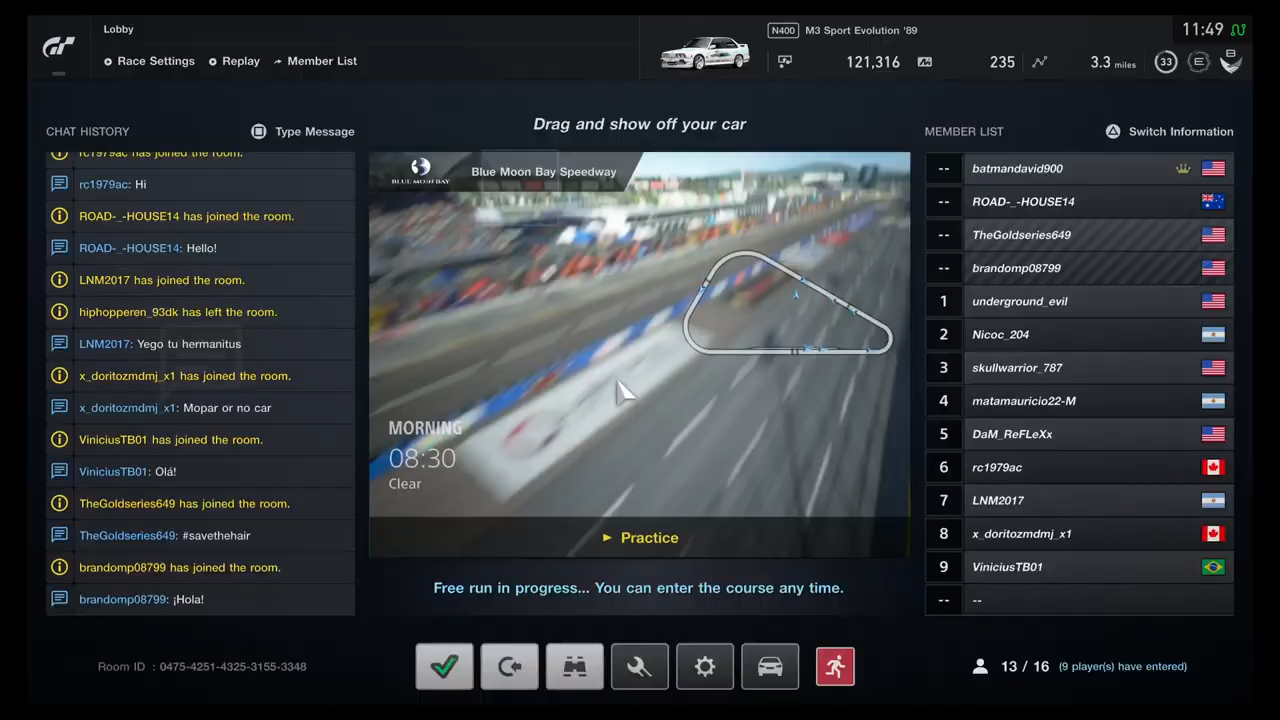 Lobby
Race Settings Replay Member List
N400 M3 Sport Evolution '89
121,316 235 3.3 miles 33 E B
11:49
CHAT HISTORY Type Message
rc1979ac has joined the room.
rc1979ac: Hi
ROAD-_-HOUSE14 has joined the room.
ROAD-_-HOUSE14: Hello!
LNM2017 has joined the room.
hiphopperen_93dk has left the room.
LNM2017: Yego tu hermanitus
x_doritozmdmj_x1 has joined the room.
x_doritozmdmj_x1: Mopar or no car
ViniciusTB01 has joined the room.
ViniciusTB01: Olá!
TheGoldseries649 has joined the room.
TheGoldseries649: #savethehair
brandomp08799 has joined the room.
brandomp08799: ¡Hola!
Drag and show off your car
BLUE MOON BAY Blue Moon Bay Speedway
MORNING
08:30
Clear
Practice
Free run in progress... You can enter the course any time.
MEMBER LIST Switch Information
-- batmandavid900
-- ROAD-_-HOUSE14
-- TheGoldseries649
-- brandomp08799
1 underground_evil
2 Nicoc_204
3 skullwarrior_787
4 matamauricio22-M
5 DaM_ReFLeXx
6 rc1979ac
7 LNM2017
8 x_doritozmdmj_x1
9 ViniciusTB01
-- --
Room ID : 0475-4251-4325-3155-3348
13 / 16 (9 player(s) have entered)